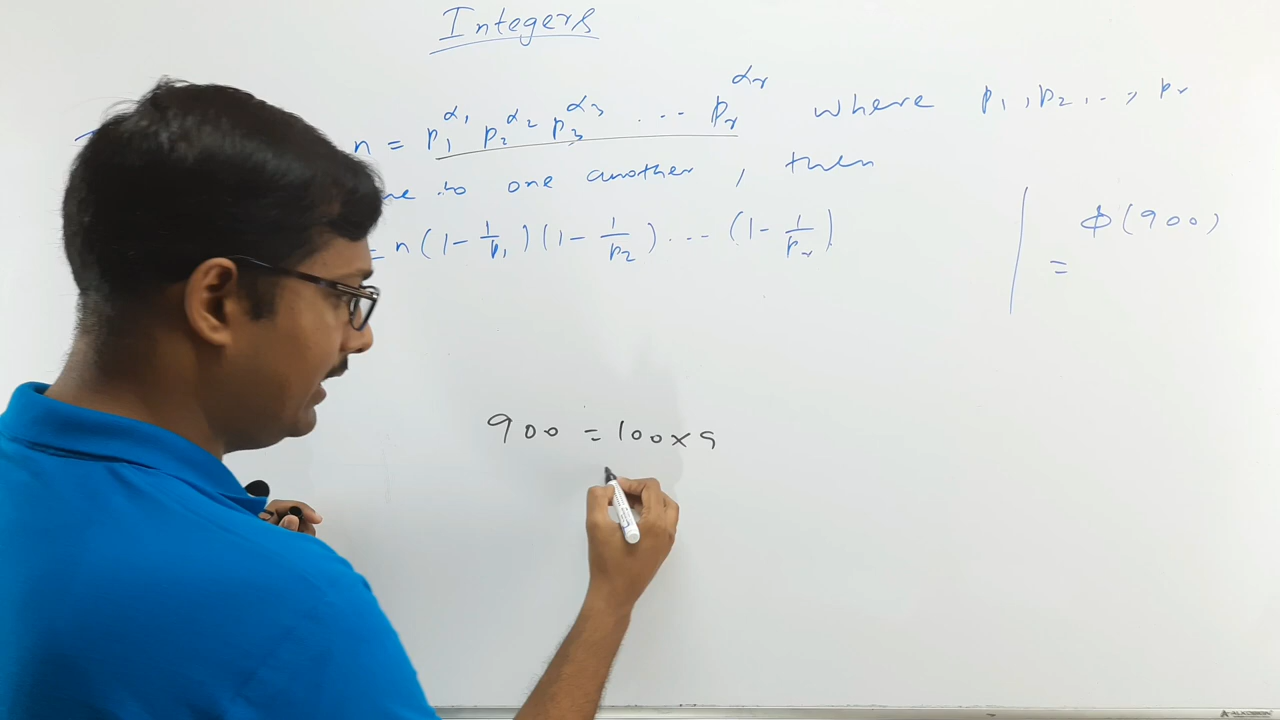 Integers
n = p₁^α₁ p₂^α₂ p₃^α₃ ... pᵣ^αᵣ where p₁, p₂, .., pᵣ
to one another, then
= n(1 - 1/p₁)(1 - 1/p₂)...(1 - 1/pᵣ)
ϕ(900)
=
900 = 100×9